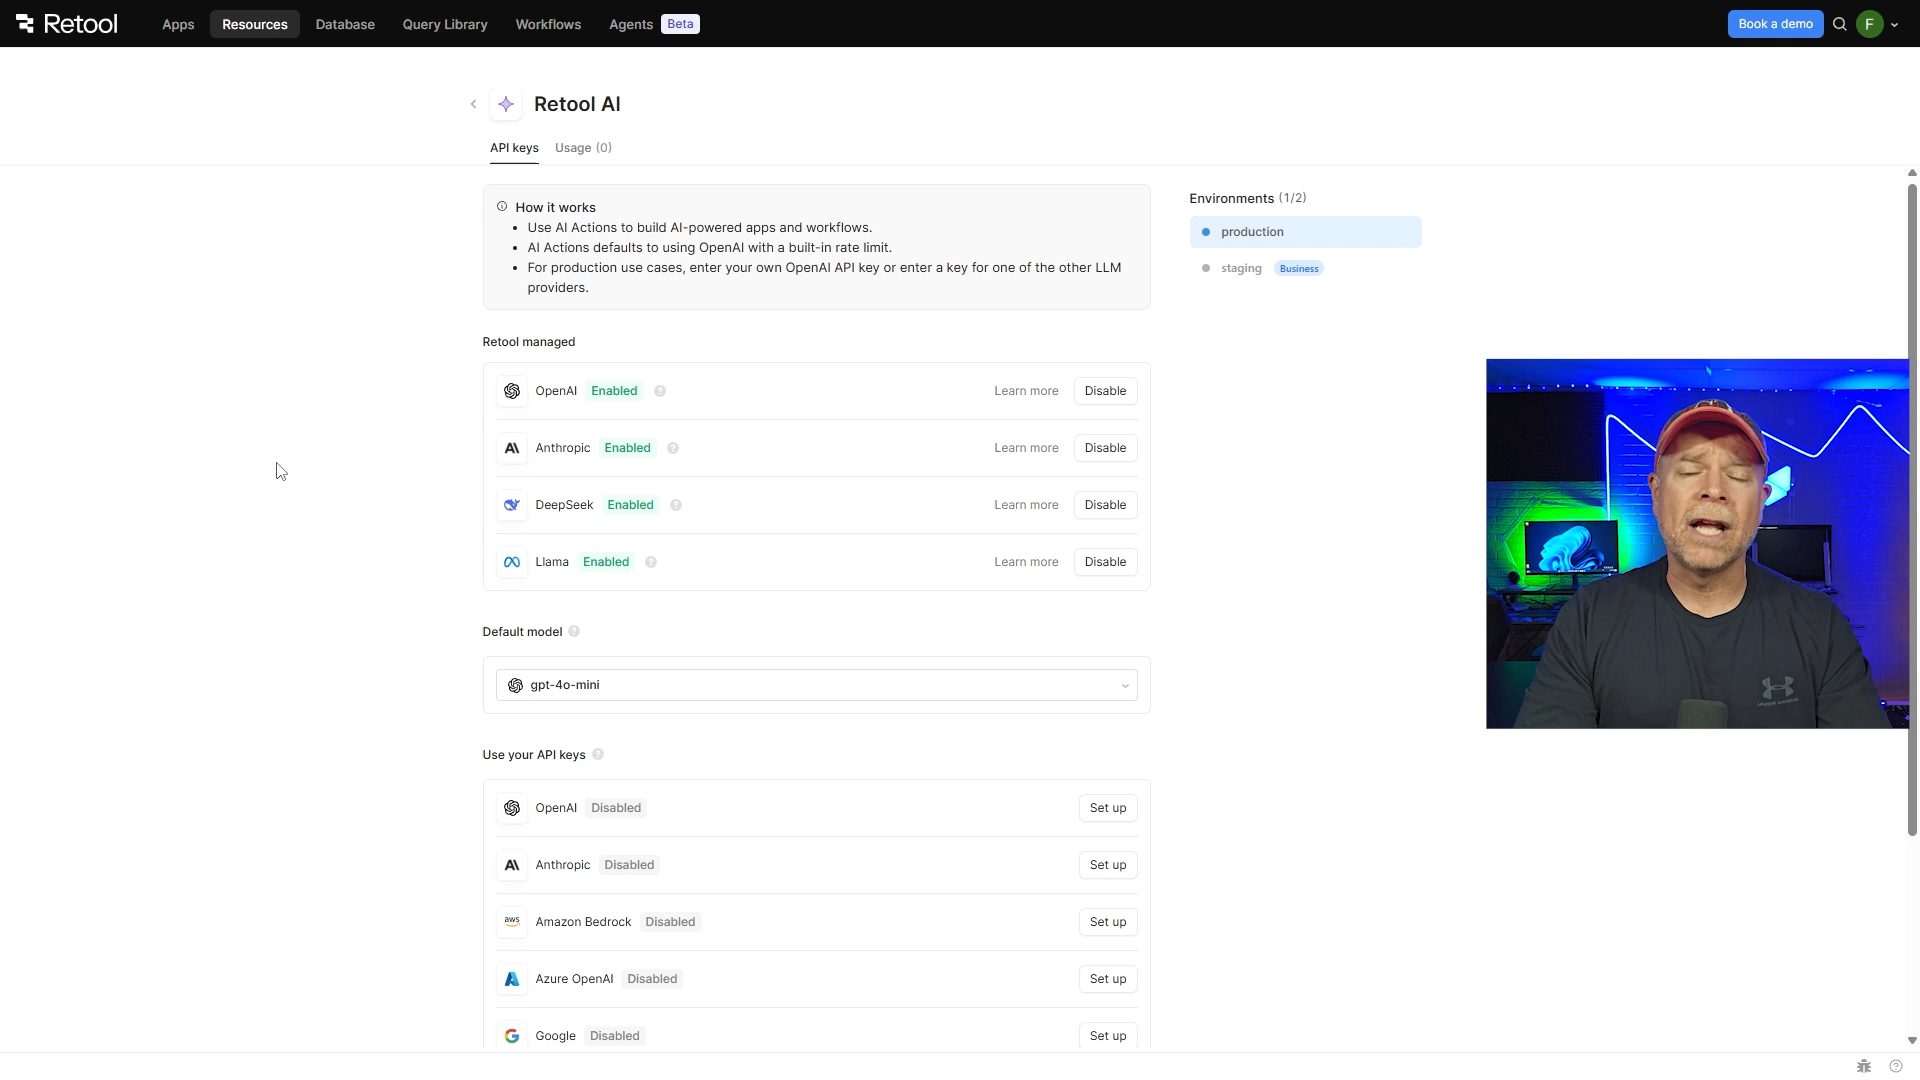 Retool
Apps
Resources
Database
Query Library
Workflows
Agents
Beta
Book a demo
F
Retool AI
API keys
Usage (0)
How it works
Use AI Actions to build AI-powered apps and workflows.
AI Actions defaults to using OpenAI with a built-in rate limit.
For production use cases, enter your own OpenAI API key or enter a key for one of the other LLM
providers.
Environments (1/2)
production
staging Business
Retool managed
OpenAI Enabled Learn more Disable
Anthropic Enabled Learn more Disable
DeepSeek Enabled Learn more Disable
Llama Enabled Learn more Disable
Default model
gpt-4o-mini
Use your API keys
OpenAI Disabled Set up
Anthropic Disabled Set up
aws Amazon Bedrock Disabled Set up
Azure OpenAI Disabled Set up
Google Disabled Set up
UNDER ARMOUR